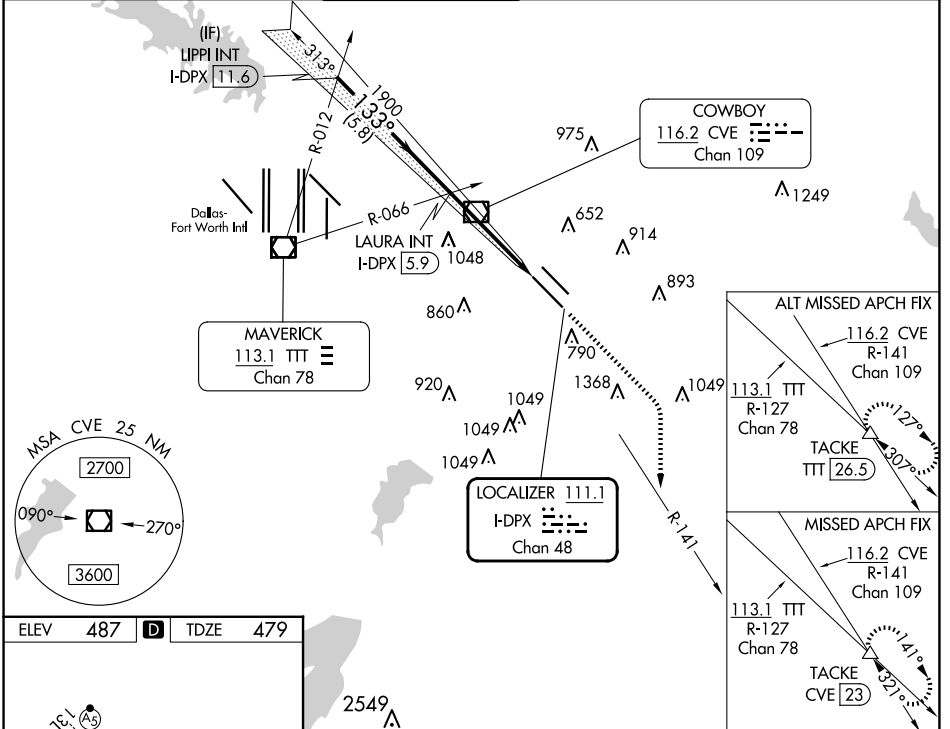 (IF)
LIPPI INT
I-DPX 11.6
313°
1900
133°
(5.8)
R-012
COWBOY
116.2 CVE
Chan 109
975
1249
Dallas-
Fort Worth Intl
R-066
LAURA INT
I-DPX 5.9
1048
652
914
893
860
MAVERICK
113.1 TTT
Chan 78
790
920
1368
1049
1049
1049
1049
LOCALIZER 111.1
I-DPX
Chan 48
R-141
MSA CVE 25 NM
2700
090°
270°
3600
ALT MISSED APCH FIX
116.2 CVE
R-141
Chan 109
113.1 TTT
R-127
Chan 78
127°
307°
TACKE
TTT 26.5
MISSED APCH FIX
116.2 CVE
R-141
Chan 109
113.1 TTT
R-127
Chan 78
141°
321°
TACKE
CVE 23
ELEV 487 D TDZE 479
13L
A5
2549